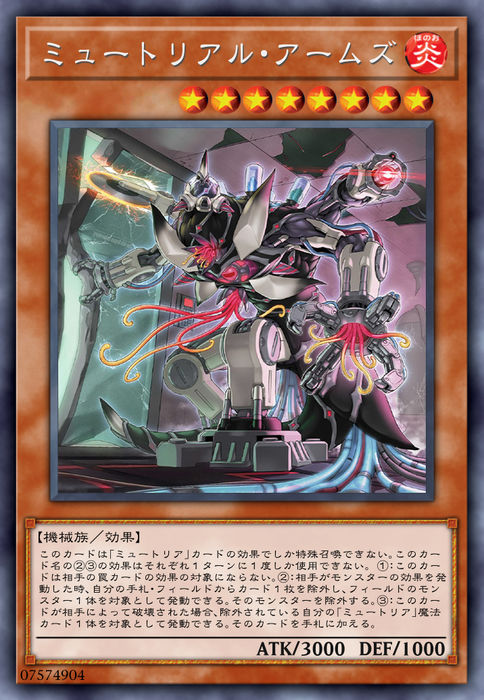 ミュートリアル・アームズ
ほのお
炎
【機械族/効果】
このカードは「ミュートリア」カードの効果でしか特殊召喚できない。このカー
ド名の②③の効果はそれぞれ1ターンに1度しか使用できない。①:このカー
ドは相手の罠カードの効果の対象にならない。②:相手がモンスターの効果を発
動した時、自分の手札・フィールドからカード1枚を除外し、フィールドのモン
スター1体を対象として発動できる。そのモンスターを除外する。③:このカー
ドが相手によって破壊された場合、除外されている自分の「ミュートリア」魔法
カード1体を対象として発動できる。そのカードを手札に加える。
ATK/3000 DEF/1000
07574904